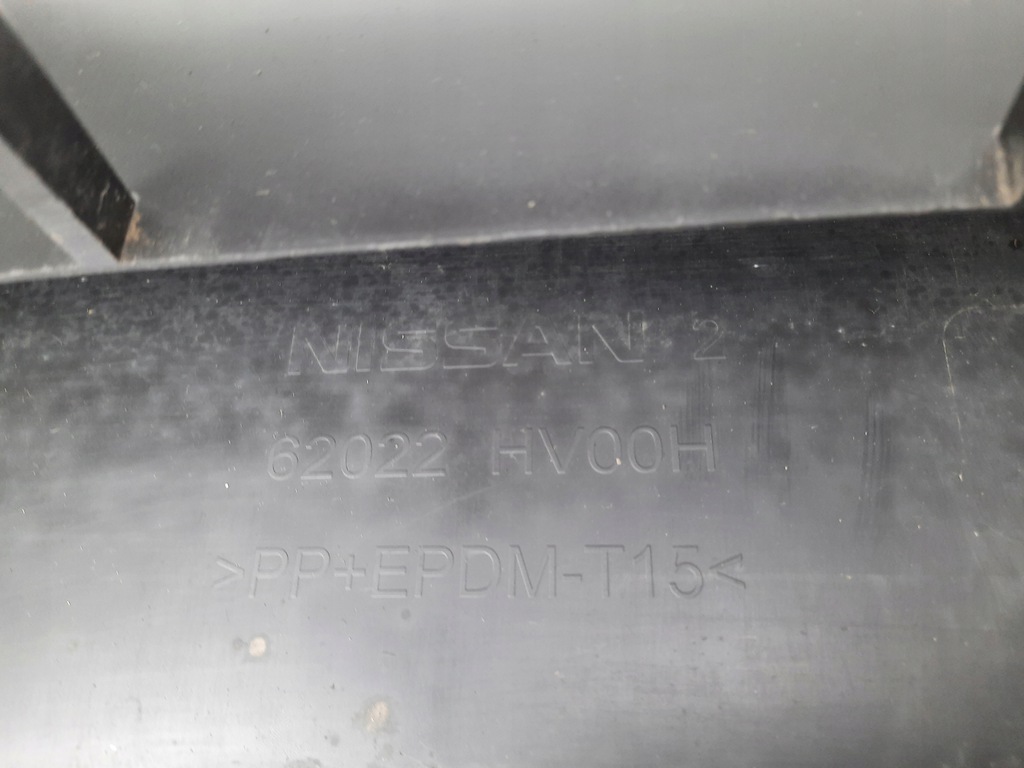 NISSAN 2
62022 HV00H
>PP+EPDM-T15<